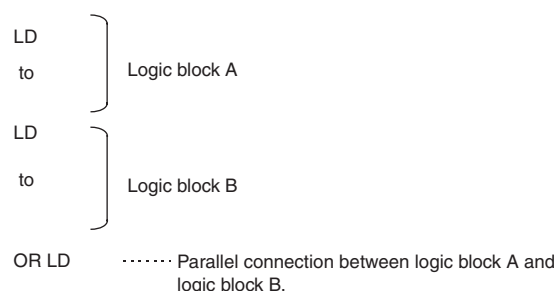 LD
to
Logic block A
LD
to
Logic block B
OR LD ........ Parallel connection between logic block A and
logic block B.